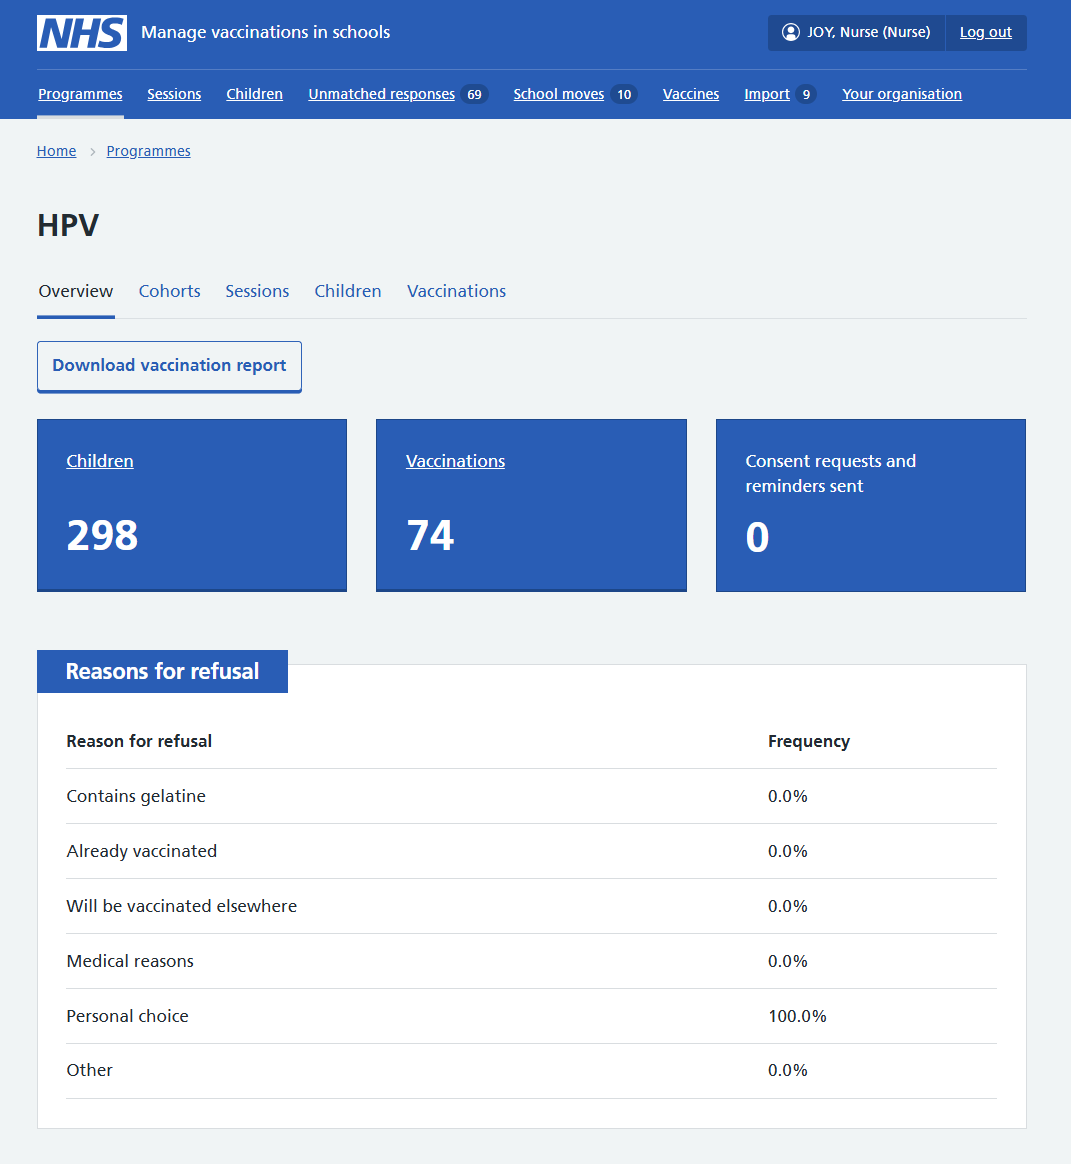 NHS Manage vaccinations in schools JOY, Nurse (Nurse) Log out
Programmes Sessions Children Unmatched responses 69 School moves 10 Vaccines Import 9 Your organisation
Home Programmes
HPV
Overview Cohorts Sessions Children Vaccinations
Download vaccination report
Children
298
Vaccinations
74
Consent requests and
reminders sent
0
Reasons for refusal
Reason for refusal Frequency
Contains gelatine 0.0%
Already vaccinated 0.0%
Will be vaccinated elsewhere 0.0%
Medical reasons 0.0%
Personal choice 100.0%
Other 0.0%